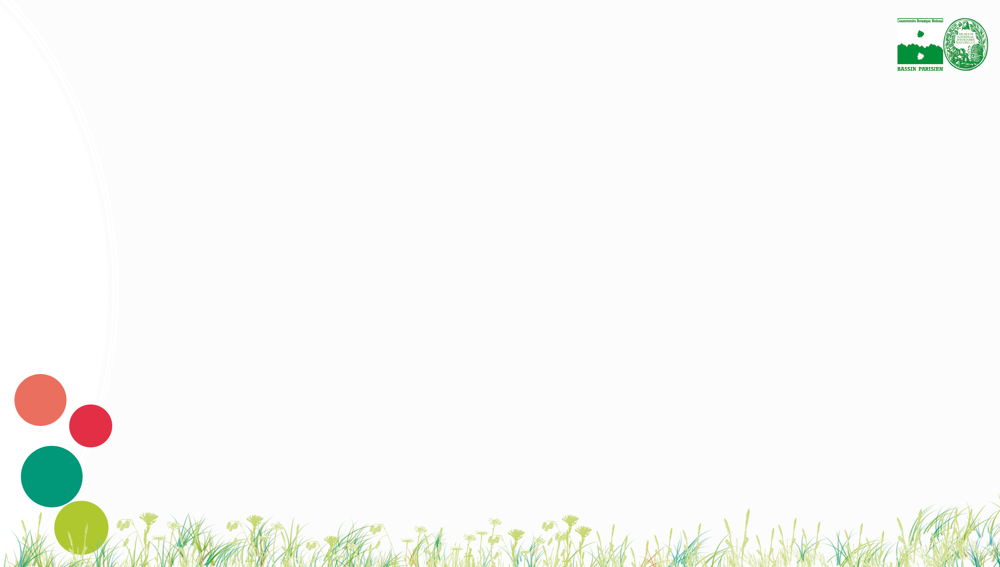 Conservatoire Botanique National
BASSIN PARISIEN
MUSEUM
NATIONAL
D'HISTOIRE
NATURELLE